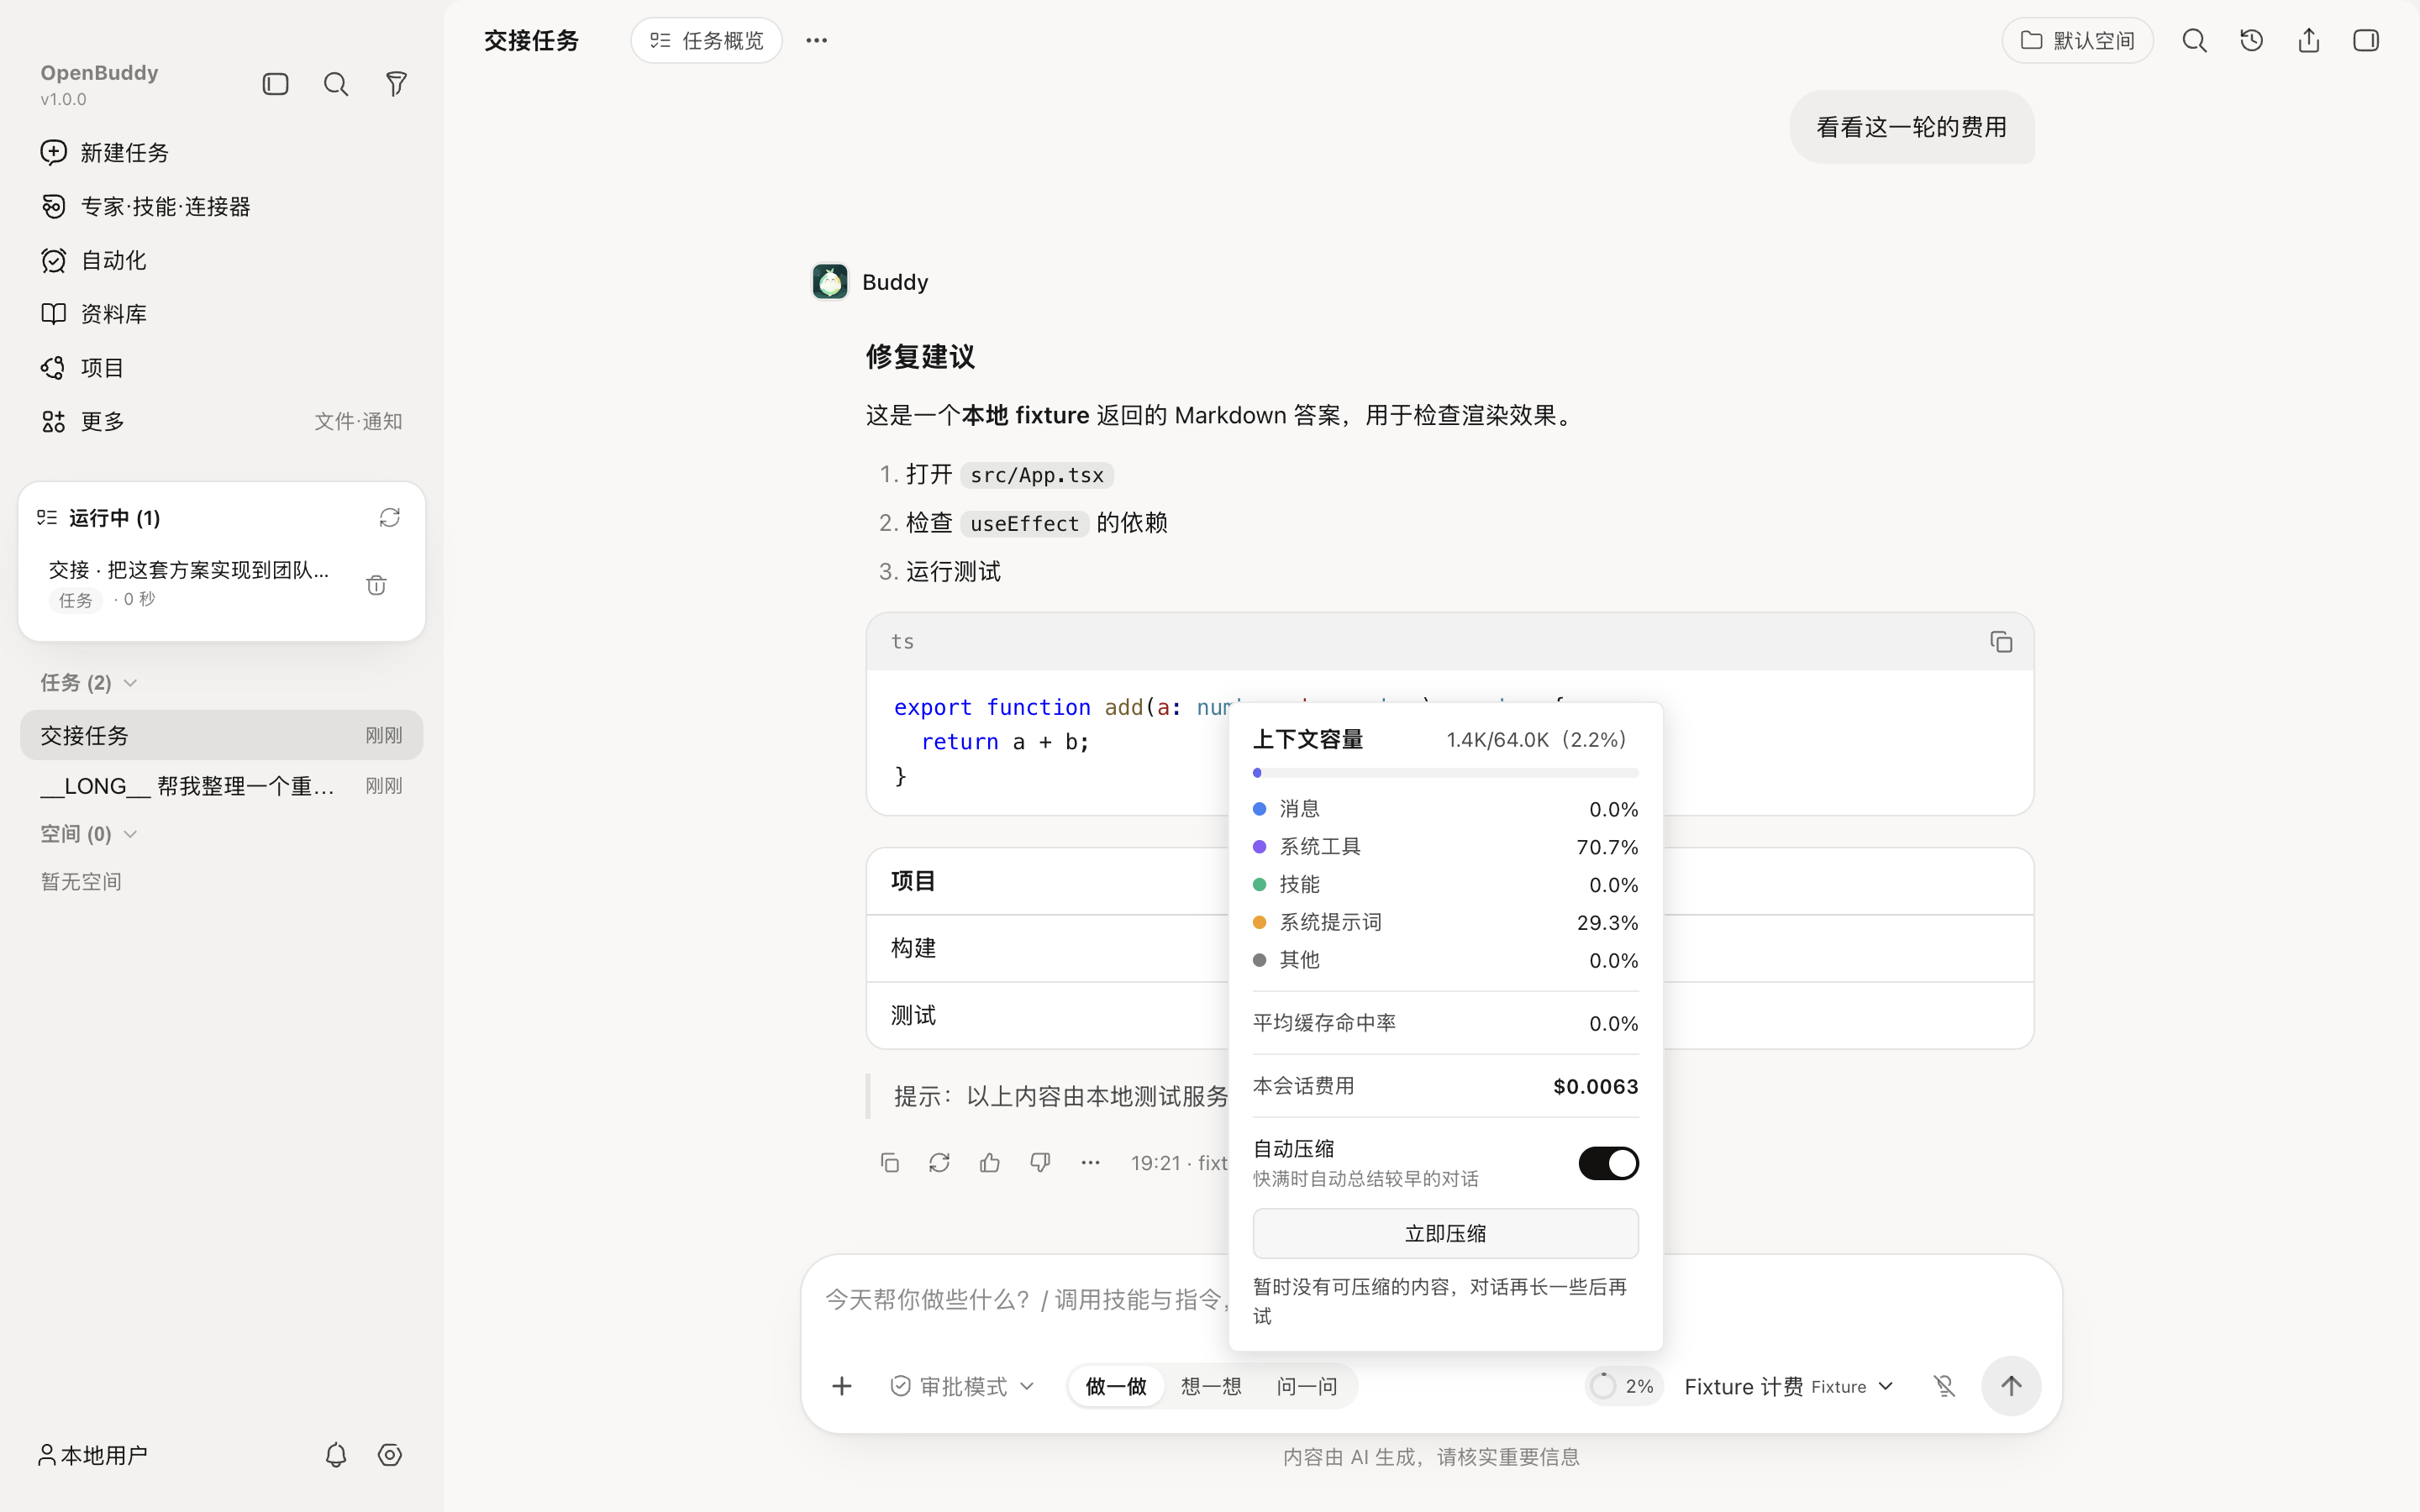 OpenBuddy
v1.0.0
新建任务
专家·技能·连接器
自动化
资料库
项目
更多
文件·通知
运行中 (1)
交接 · 把这套方案实现到团队...
任务 · 0 秒
任务 (2)
交接任务 刚刚
__LONG__ 帮我整理一个重... 刚刚
空间 (0)
暂无空间
本地用户
交接任务
任务概览
默认空间
看看这一轮的费用
Buddy
修复建议
这是一个本地 fixture 返回的 Markdown 答案，用于检查渲染效果。
1. 打开 src/App.tsx
2. 检查 useEffect 的依赖
3. 运行测试
ts
export function add(a:
return a + b;
}
项目
构建
测试
提示：以上内容由本地测试服务
19:21 · fixt
上下文容量 1.4K/64.0K（2.2%）
消息 0.0%
系统工具 70.7%
技能 0.0%
系统提示词 29.3%
其他 0.0%
平均缓存命中率 0.0%
本会话费用 $0.0063
自动压缩
快满时自动总结较早的对话
立即压缩
暂时没有可压缩的内容，对话再长一些后再
试
今天帮你做些什么？/ 调用技能与指令，
审批模式
做一做 想一想 问一问
2%
Fixture 计费 Fixture
内容由 AI 生成，请核实重要信息